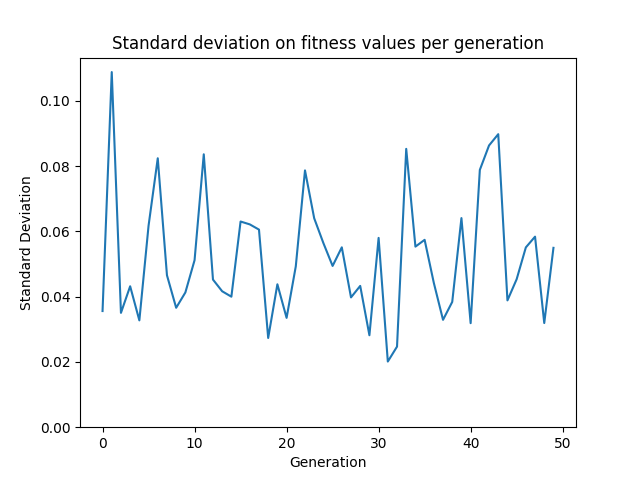 Standard deviation on fitness values per generation
Standard Deviation
0.10
0.08
0.06
0.04
0.02
0.00
0 10 20 30 40 50
Generation